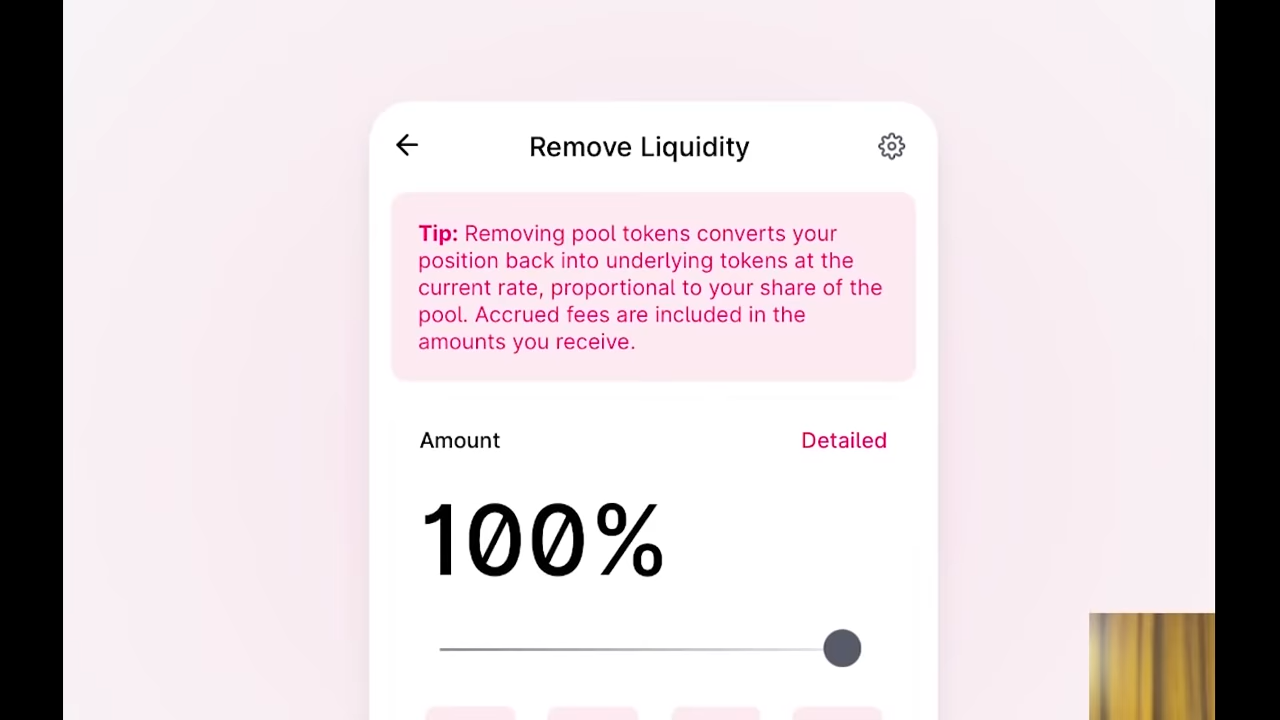 Remove Liquidity
Tip: Removing pool tokens converts your
position back into underlying tokens at the
current rate, proportional to your share of the
pool. Accrued fees are included in the
amounts you receive.
Amount Detailed
100%